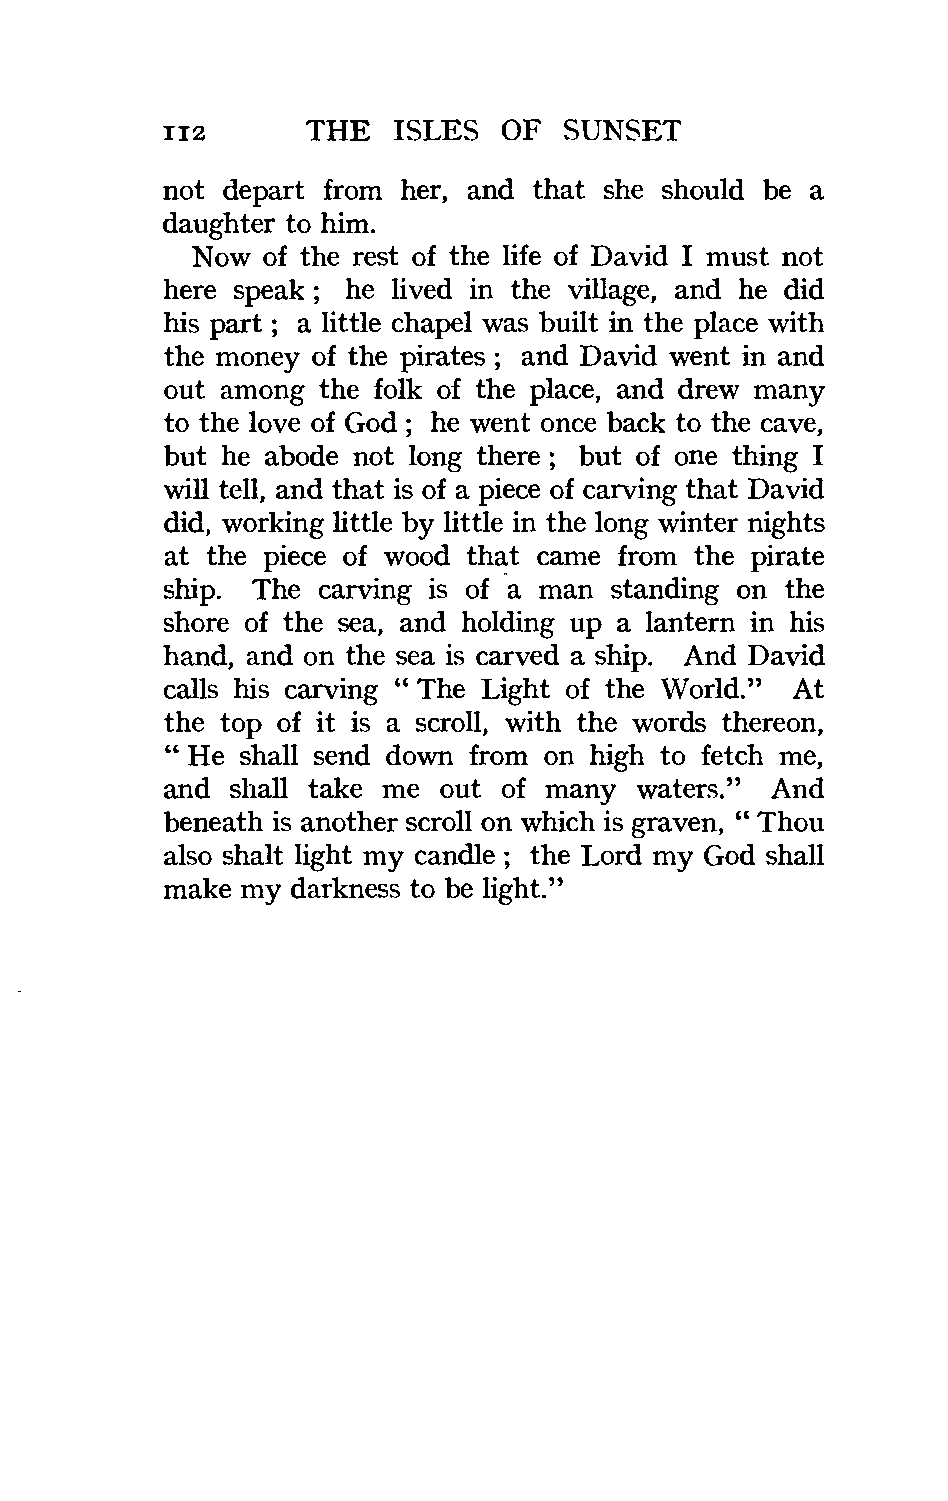 112 THE ISLES OF SUNSET
not depart from her, and that she should be a
daughter to him.
Now of the rest of the life of David I must not
here speak ; he lived in the village, and he did
his part ; a little chapel was built in the place with
the money of the pirates ; and David went in and
out among the folk of the place, and drew many
to the love of God ; he went once back to the cave,
but he abode not long there ; but of one thing I
will tell, and that is of a piece of carving that David
did, working little by little in the long winter nights
at the piece of wood that came from the pirate
ship. The carving is of a man standing on the
shore of the sea, and holding up a lantern in his
hand, and on the sea is carved a ship. And David
calls his carving “ The Light of the World.” At
the top of it is a scroll, with the words thereon,
“ He shall send down from on high to fetch me,
and shall take me out of many waters.” And
beneath is another scroll on which is graven, “ Thou
also shalt light my candle ; the Lord my God shall
make my darkness to be light.”